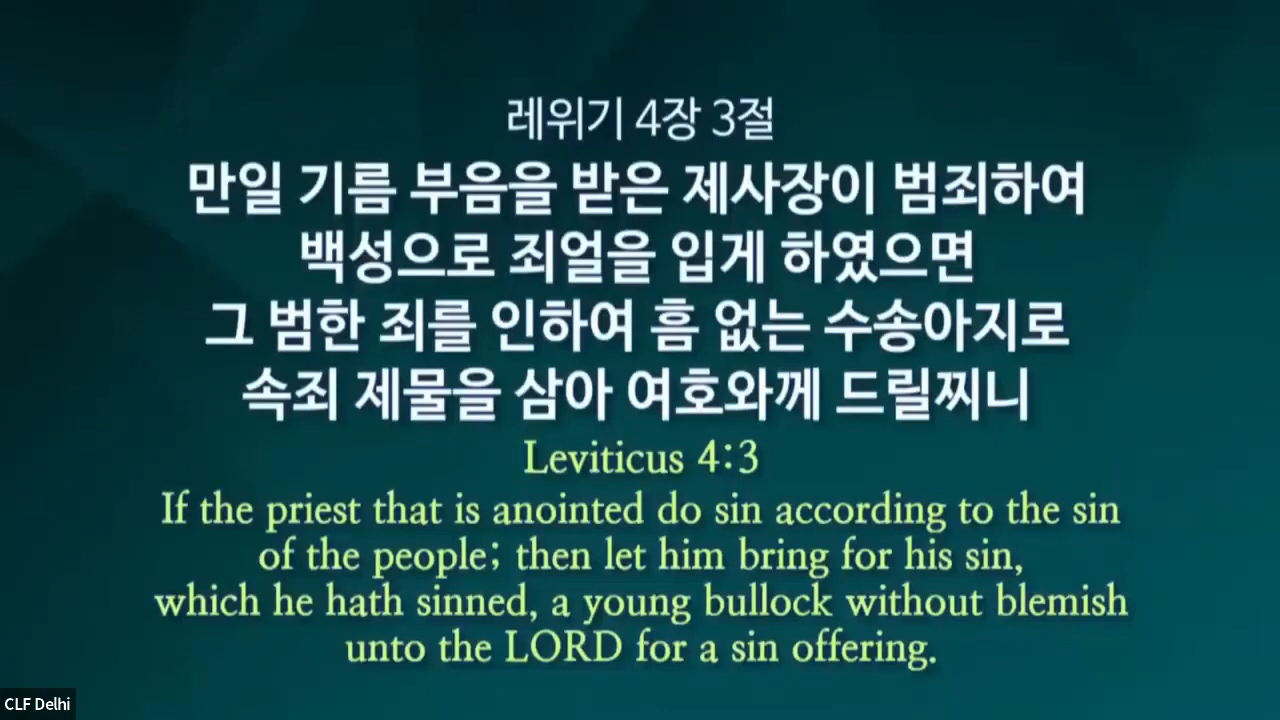 레위기 4장 3절
만일 기름 부음을 받은 제사장이 범죄하여
백성으로 죄얼을 입게 하였으면
그 범한 죄를 인하여 흠 없는 수송아지로
속죄 제물을 삼아 여호와께 드릴찌니
Leviticus 4:3
If the priest that is anointed do sin according to the sin
of the people; then let him bring for his sin,
which he hath sinned, a young bullock without blemish
unto the LORD for a sin offering.
CLF Delhi